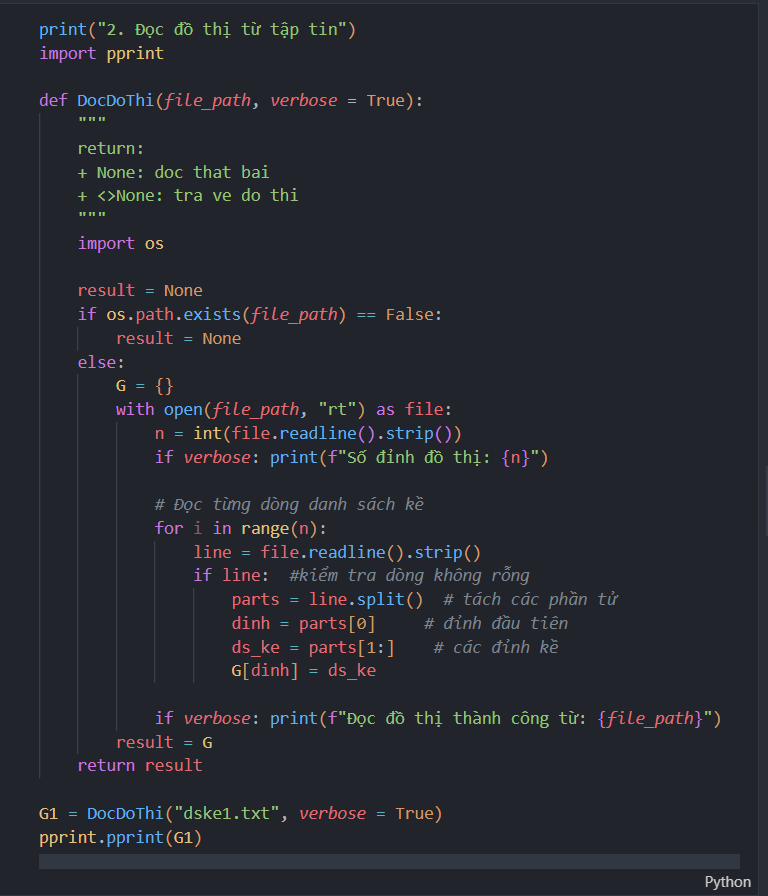 print("2. Đọc đồ thị từ tập tin")
import pprint

def DocDoThi(file_path, verbose = True):
    """
    return:
    + None: doc that bai
    + <>None: tra ve do thi
    """
    import os

    result = None
    if os.path.exists(file_path) == False:
        result = None
    else:
        G = {}
        with open(file_path, "rt") as file:
            n = int(file.readline().strip())
            if verbose: print(f"Số đỉnh đồ thị: {n}")

            # Đọc từng dòng danh sách kề
            for i in range(n):
                line = file.readline().strip()
                if line:  #kiểm tra dòng không rỗng
                    parts = line.split()  # tách các phần tử
                    dinh = parts[0]     # đỉnh đầu tiên
                    ds_ke = parts[1:]    # các đỉnh kề
                    G[dinh] = ds_ke

            if verbose: print(f"Đọc đồ thị thành công từ: {file_path}")
        result = G
    return result

G1 = DocDoThi("dske1.txt", verbose = True)
pprint.pprint(G1)
Python